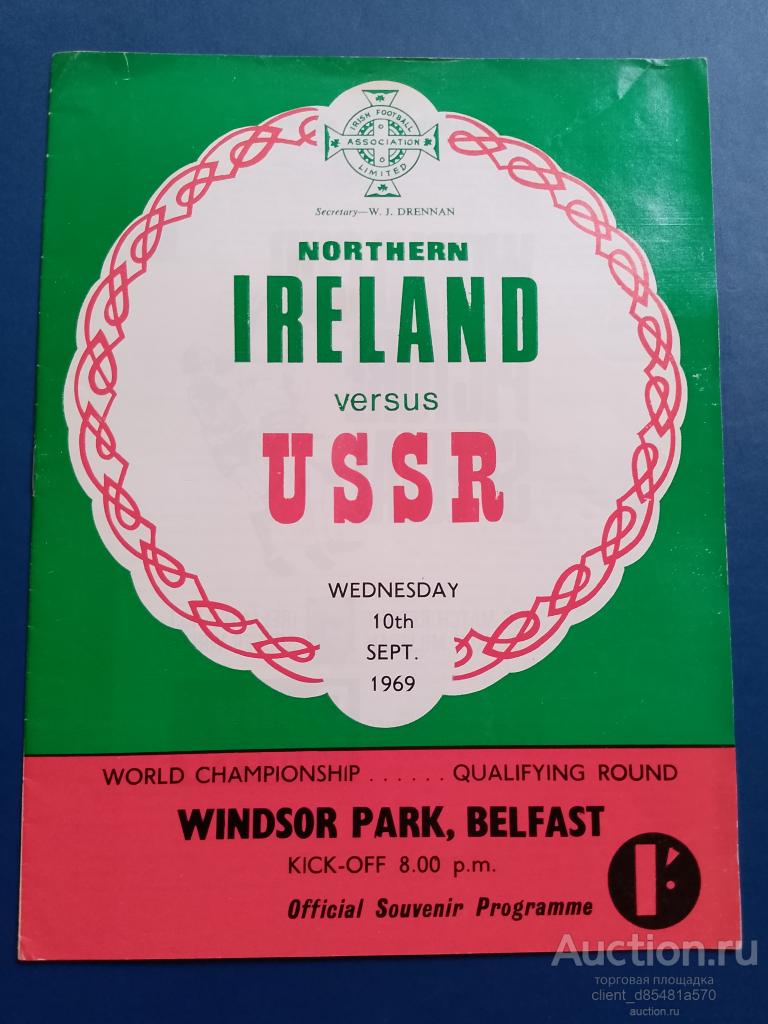 IRISH FOOTBALL
ASSOCIATION
LIMITED
Secretary—W. J. DRENNAN
NORTHERN
IRELAND
versus
USSR
WEDNESDAY
10th
SEPT.
1969
WORLD CHAMPIONSHIP ...... QUALIFYING ROUND
WINDSOR PARK, BELFAST
KICK-OFF 8.00 p.m.
Official Souvenir Programme
1/-
Auction.ru
торговая площадка
client_d85481a570
auction.ru